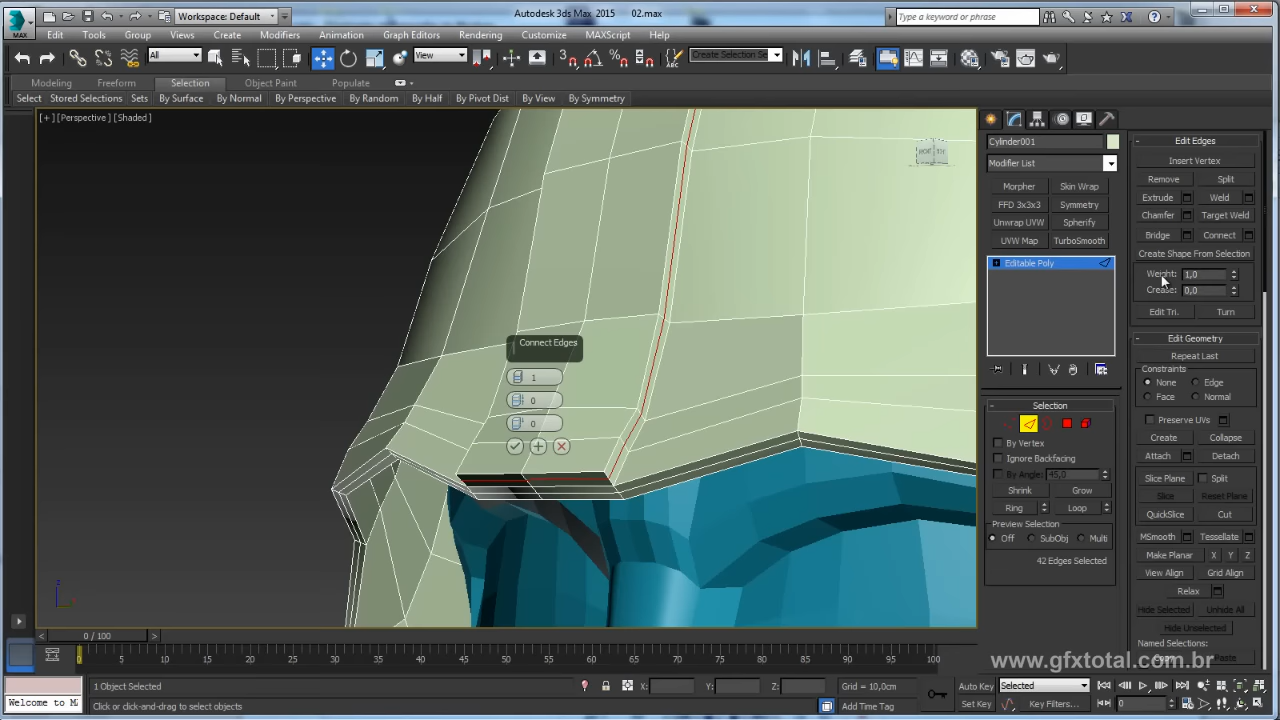 Workspace: Default
Autodesk 3ds Max 2015    02.max
Type a keyword or phrase
MAX
Edit Tools Group Views Create Modifiers Animation Graph Editors Rendering Customize MAXScript Help
All
View
Create Selection Se
Modeling Freeform Selection Object Paint Populate
Select Stored Selections Sets By Surface By Normal By Perspective By Random By Half By Pivot Dist By View By Symmetry
[ + ] [Perspective ] [Shaded ]
Cylinder001
Modifier List
Morpher Skin Wrap
FFD 3x3x3 Symmetry
Unwrap UVW Spherify
UVW Map TurboSmooth
Editable Poly
Selection
By Vertex
Ignore Backfacing
By Angle: 45,0
Shrink Grow
Ring Loop
Preview Selection
Off SubObj Multi
42 Edges Selected
Edit Edges
Insert Vertex
Remove Split
Extrude Weld
Chamfer Target Weld
Bridge Connect
Create Shape From Selection
Weight: 1,0
Crease: 0,0
Edit Tri. Turn
Edit Geometry
Repeat Last
Constraints
None Edge
Face Normal
Preserve UVs
Create Collapse
Attach Detach
Slice Plane Split
Slice Reset Plane
QuickSlice Cut
MSmooth Tessellate
Make Planar X Y Z
View Align Grid Align
Relax
Hide Selected Unhide All
Hide Unselected
Named Selections:
Copy Paste
Connect Edges
1
0
0
z
< 0 / 100 >
0 5 10 15 20 25 30 35 40 45 50 55 60 65 70 75 80 85 90 95 100
www.gfxtotal.com.br
1 Object Selected
X: Y: Z:
Grid = 10,0cm
Auto Key Selected
Welcome to M
Click or click-and-drag to select objects
Add Time Tag
Set Key Key Filters...
0